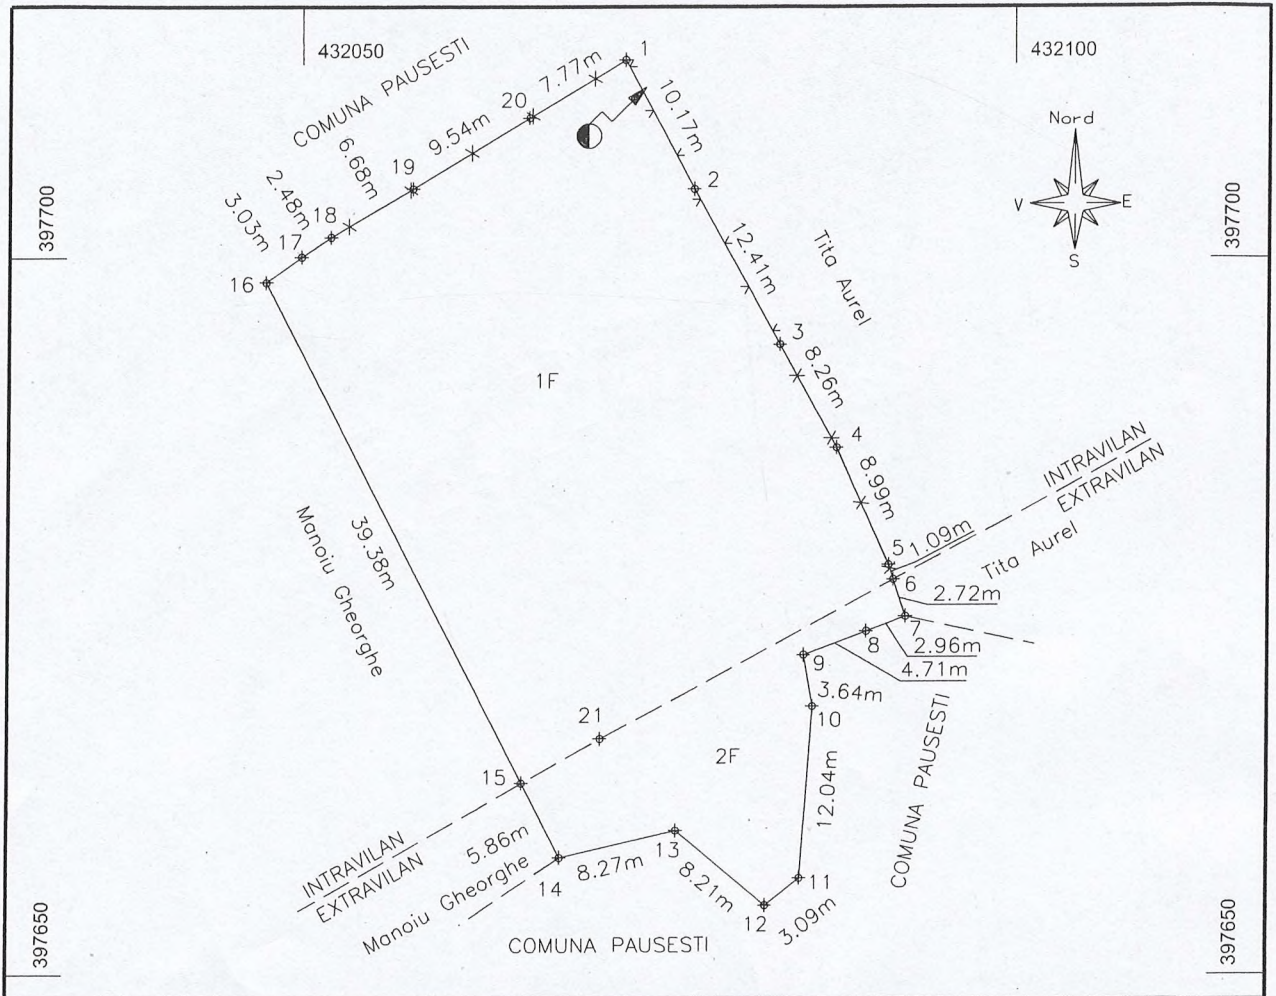 432050
432100
COMUNA PAUSESTI
7.77m
1
20
10.17m
9.54m
Nord
6.68m
19
2
2.48m
18
3.03m
17
V
E
S
397700
397700
16
12.41m
Tita Aurel
3
8.26m
1F
4
8.99m
INTRAVILAN
EXTRAVILAN
Manoiu Gheorghe
39.38m
5
1.09m
Tita Aurel
6
2.72m
7
8
2.96m
9
4.71m
3.64m
10
21
2F
15
12.04m
COMUNA PAUSESTI
INTRAVILAN
EXTRAVILAN
5.86m
13
Manoiu Gheorghe
14
8.27m
8.21m
11
12
3.09m
COMUNA PAUSESTI
397650
397650